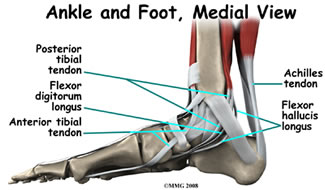 Ankle and Foot, Medial View
Posterior
tibial
tendon
Flexor
digitorum
longus
Anterior tibial
tendon
Achilles
tendon
Flexor
hallucis
longus
©MMG 2008